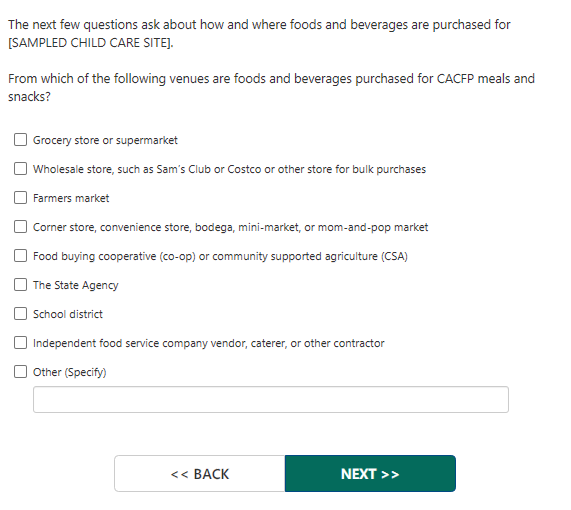 The next few questions ask about how and where foods and beverages are purchased for
[SAMPLED CHILD CARE SITE].
From which of the following venues are foods and beverages purchased for CACFP meals and
snacks?
Grocery store or supermarket
Wholesale store, such as Sam's Club or Costco or other store for bulk purchases
Farmers market
Corner store, convenience store, bodega, mini-market, or mom-and-pop market
Food buying cooperative (co-op) or community supported agriculture (CSA)
The State Agency
School district
Independent food service company vendor, caterer, or other contractor
Other (Specify)
<< BACK
NEXT >>